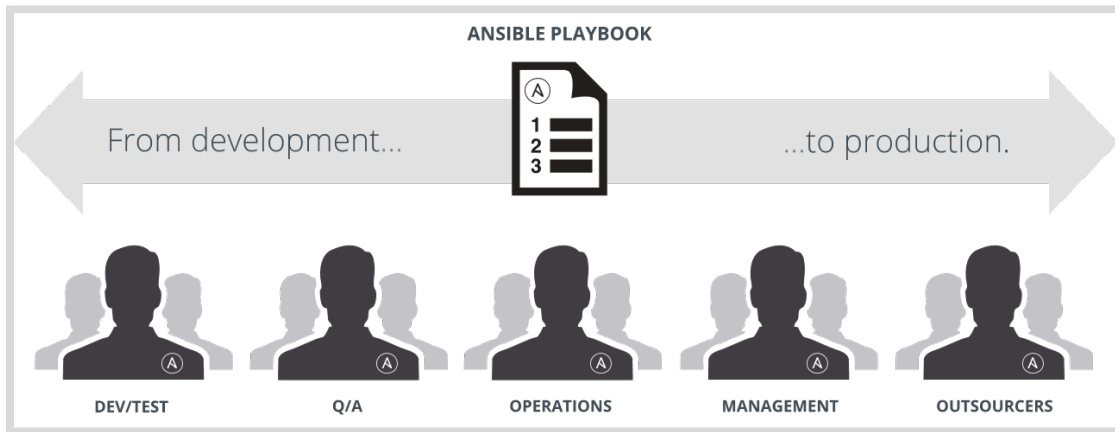 ANSIBLE PLAYBOOK
From development...
...to production.
1
2
3
DEV/TEST
Q/A
OPERATIONS
MANAGEMENT
OUTSOURCERS